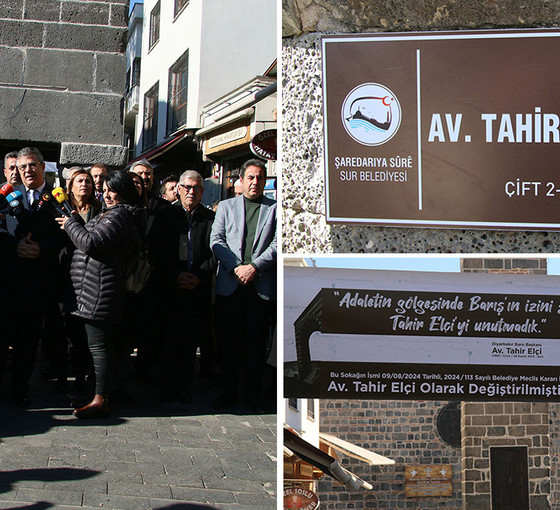 ŞAREDARIYA SÛRÊ
SUR BELEDİYESİ
AV. TAHİR
ÇİFT 2-
"Adaletin gölgesinde Barış'ın izini
Tahir Elçi'yi unutmadık."
Diyarbakır Baro Başkanı
Av. Tahir Elçi
Bu Sokağın İsmi 09/08/2024 Tarihli, 2024/113 Sayılı Belediye Meclis Kararı
Av. Tahir Elçi Olarak Değiştirilmişti